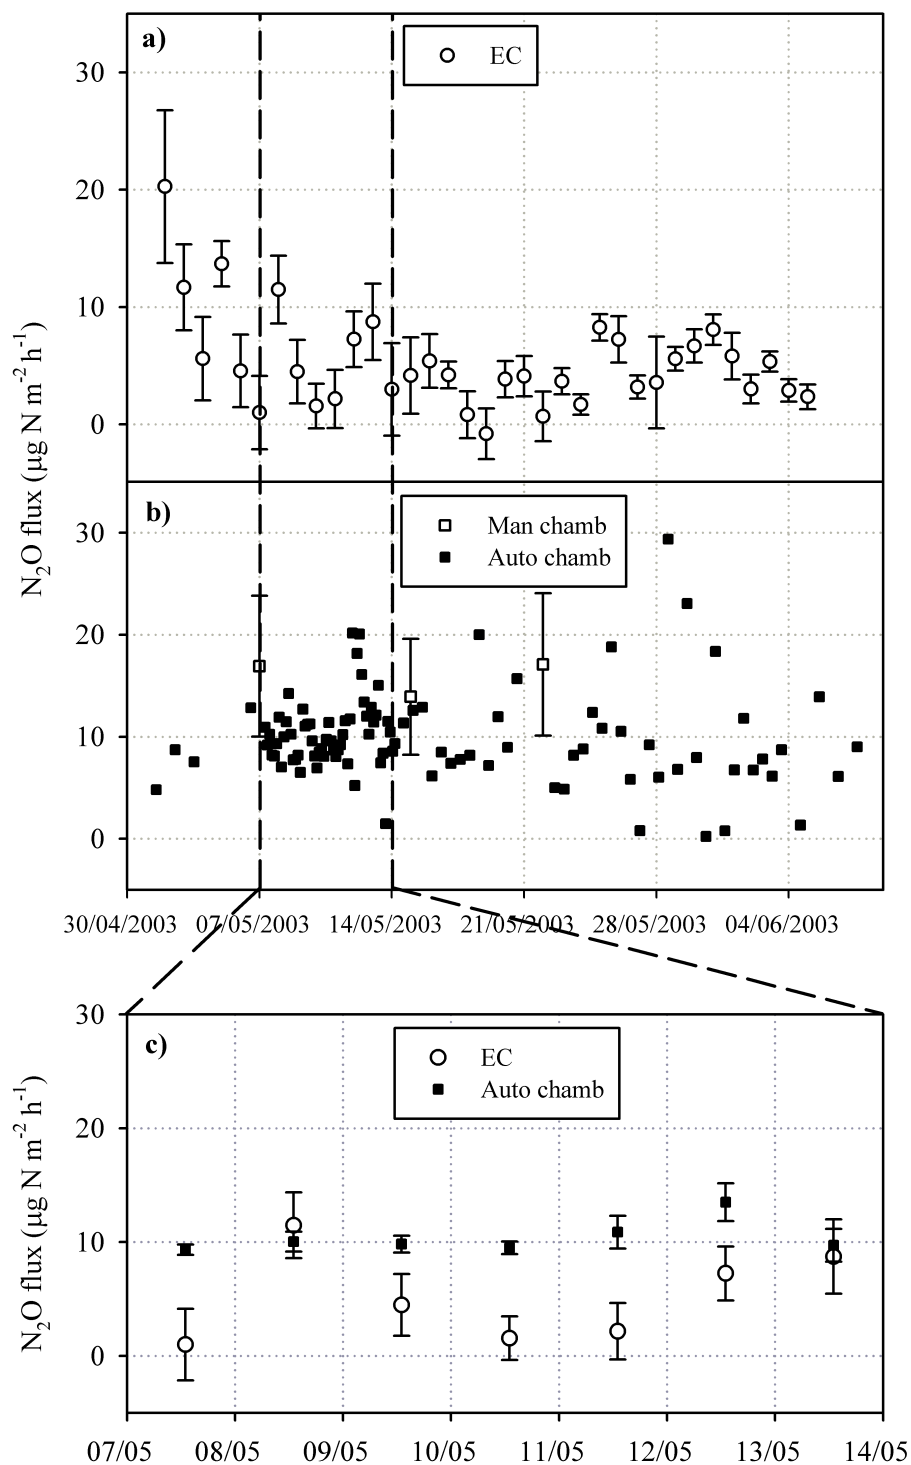 a)
EC
30
20
10
0
N2O flux (µg N m-2 h-1)
b)
Man chamb
Auto chamb
30
20
10
0
30/04/2003 07/05/2003 14/05/2003 21/05/2003 28/05/2003 04/06/2003
c)
EC
Auto chamb
30
20
10
0
N2O flux (µg N m-2 h-1)
07/05 08/05 09/05 10/05 11/05 12/05 13/05 14/05